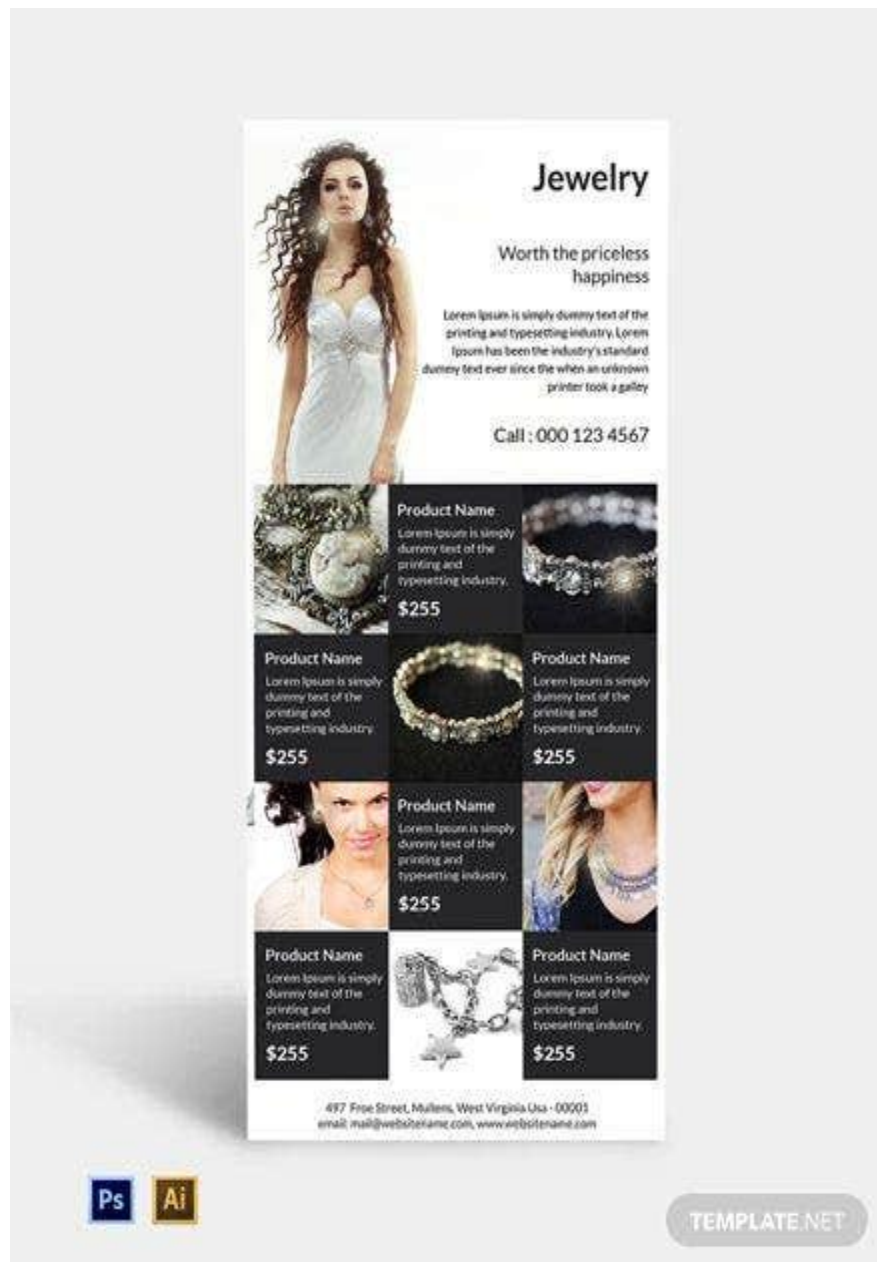 Jewelry
Worth the priceless
happiness
Lorem Ipsum is simply dummy text of the
printing and typesetting industry. Lorem
Ipsum has been the industry's standard
dummy text ever since the when an unknown
printer took a galley
Call : 000 123 4567
Product Name
Lorem Ipsum is simply
dummy text of the
printing and
typesetting industry.
$255
Product Name
Lorem Ipsum is simply
dummy text of the
printing and
typesetting industry.
$255
Product Name
Lorem Ipsum is simply
dummy text of the
printing and
typesetting industry.
$255
Product Name
Lorem Ipsum is simply
dummy text of the
printing and
typesetting industry.
$255
Product Name
Lorem Ipsum is simply
dummy text of the
printing and
typesetting industry.
$255
Product Name
Lorem Ipsum is simply
dummy text of the
printing and
typesetting industry.
$255
497 Froe Street, Mullens, West Virginia Usa - 00001
email: mail@websitename.com, www.websitename.com
Ps
Ai
TEMPLATE.NET